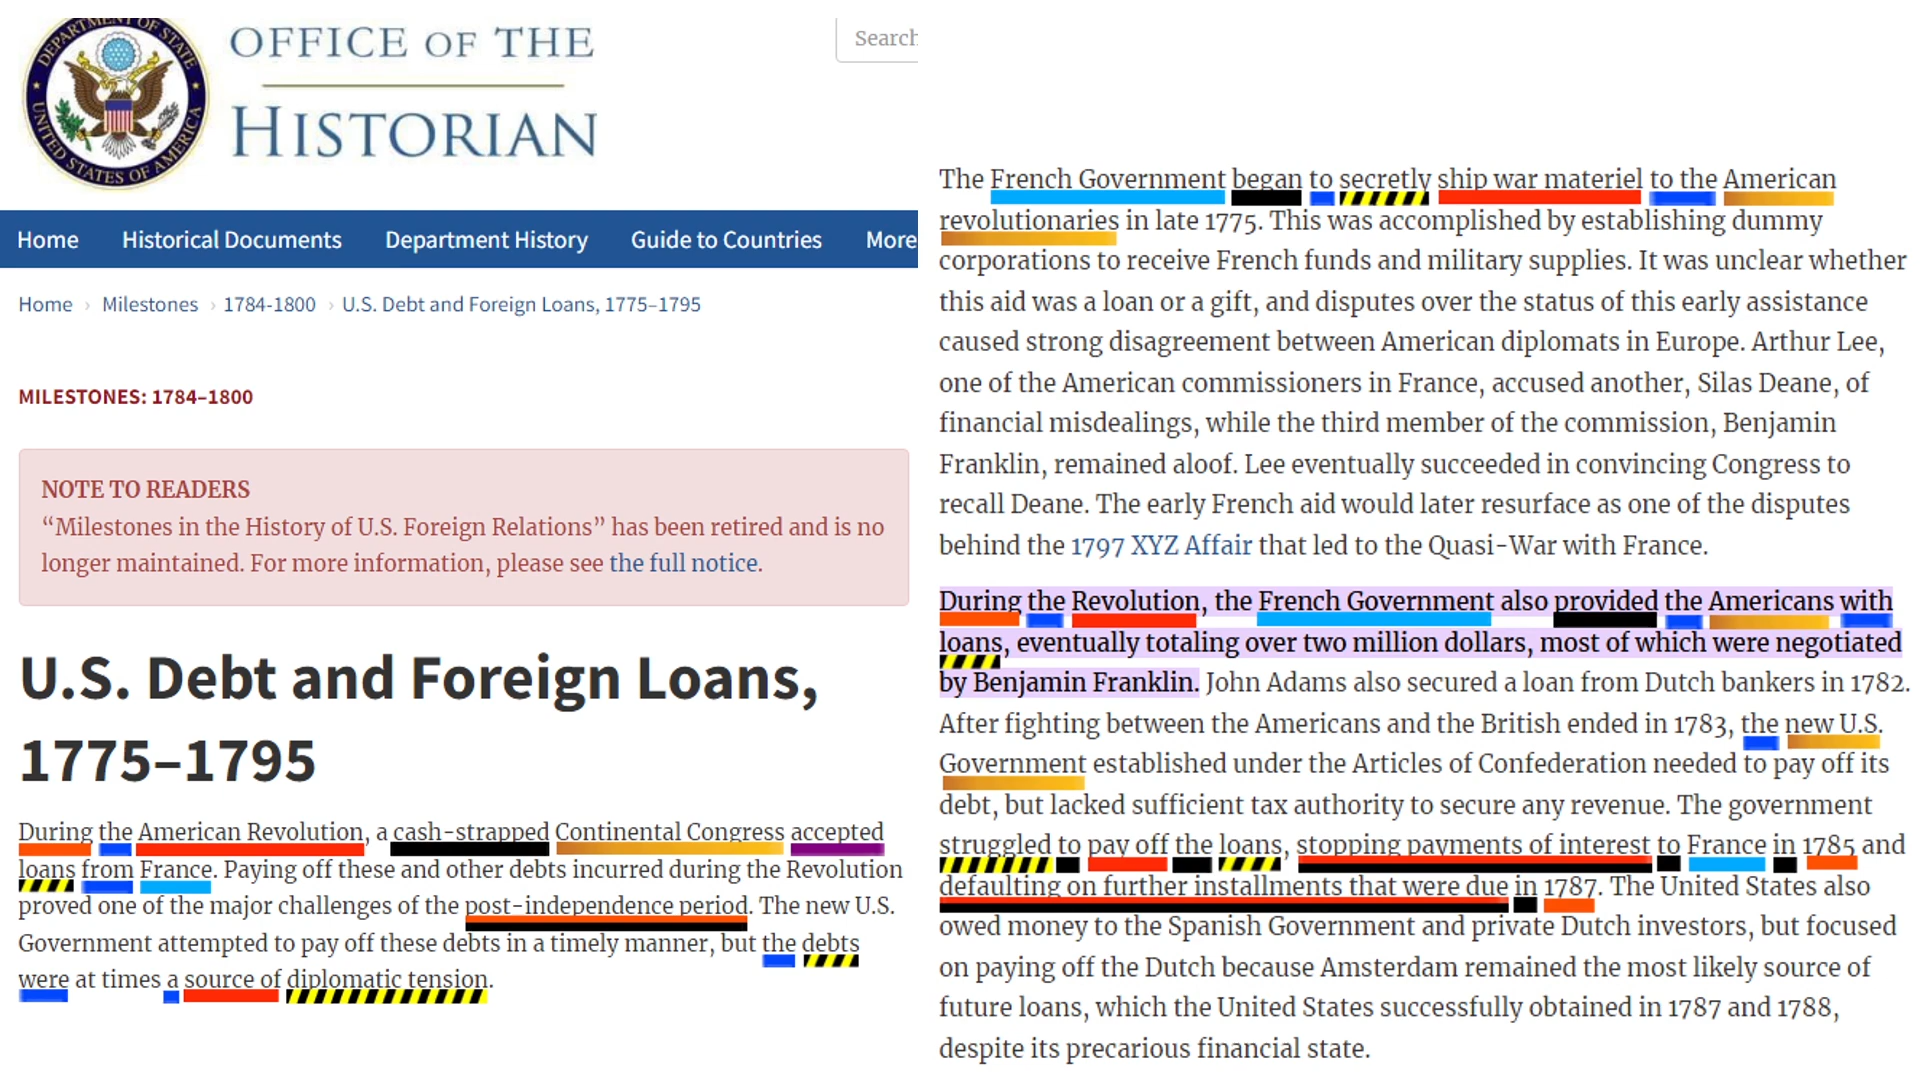 DEPARTMENT OF STATE
UNITED STATES OF AMERICA
OFFICE OF THE
HISTORIAN
Search
Home Historical Documents Department History Guide to Countries More
Home › Milestones › 1784-1800 › U.S. Debt and Foreign Loans, 1775–1795
MILESTONES: 1784–1800
NOTE TO READERS
“Milestones in the History of U.S. Foreign Relations” has been retired and is no
longer maintained. For more information, please see the full notice.
U.S. Debt and Foreign Loans,
1775–1795
During the American Revolution, a cash-strapped Continental Congress accepted
loans from France. Paying off these and other debts incurred during the Revolution
proved one of the major challenges of the post-independence period. The new U.S.
Government attempted to pay off these debts in a timely manner, but the debts
were at times a source of diplomatic tension.
The French Government began to secretly ship war materiel to the American
revolutionaries in late 1775. This was accomplished by establishing dummy
corporations to receive French funds and military supplies. It was unclear whether
this aid was a loan or a gift, and disputes over the status of this early assistance
caused strong disagreement between American diplomats in Europe. Arthur Lee,
one of the American commissioners in France, accused another, Silas Deane, of
financial misdealings, while the third member of the commission, Benjamin
Franklin, remained aloof. Lee eventually succeeded in convincing Congress to
recall Deane. The early French aid would later resurface as one of the disputes
behind the 1797 XYZ Affair that led to the Quasi-War with France.
During the Revolution, the French Government also provided the Americans with
loans, eventually totaling over two million dollars, most of which were negotiated
by Benjamin Franklin. John Adams also secured a loan from Dutch bankers in 1782.
After fighting between the Americans and the British ended in 1783, the new U.S.
Government established under the Articles of Confederation needed to pay off its
debt, but lacked sufficient tax authority to secure any revenue. The government
struggled to pay off the loans, stopping payments of interest to France in 1785 and
defaulting on further installments that were due in 1787. The United States also
owed money to the Spanish Government and private Dutch investors, but focused
on paying off the Dutch because Amsterdam remained the most likely source of
future loans, which the United States successfully obtained in 1787 and 1788,
despite its precarious financial state.